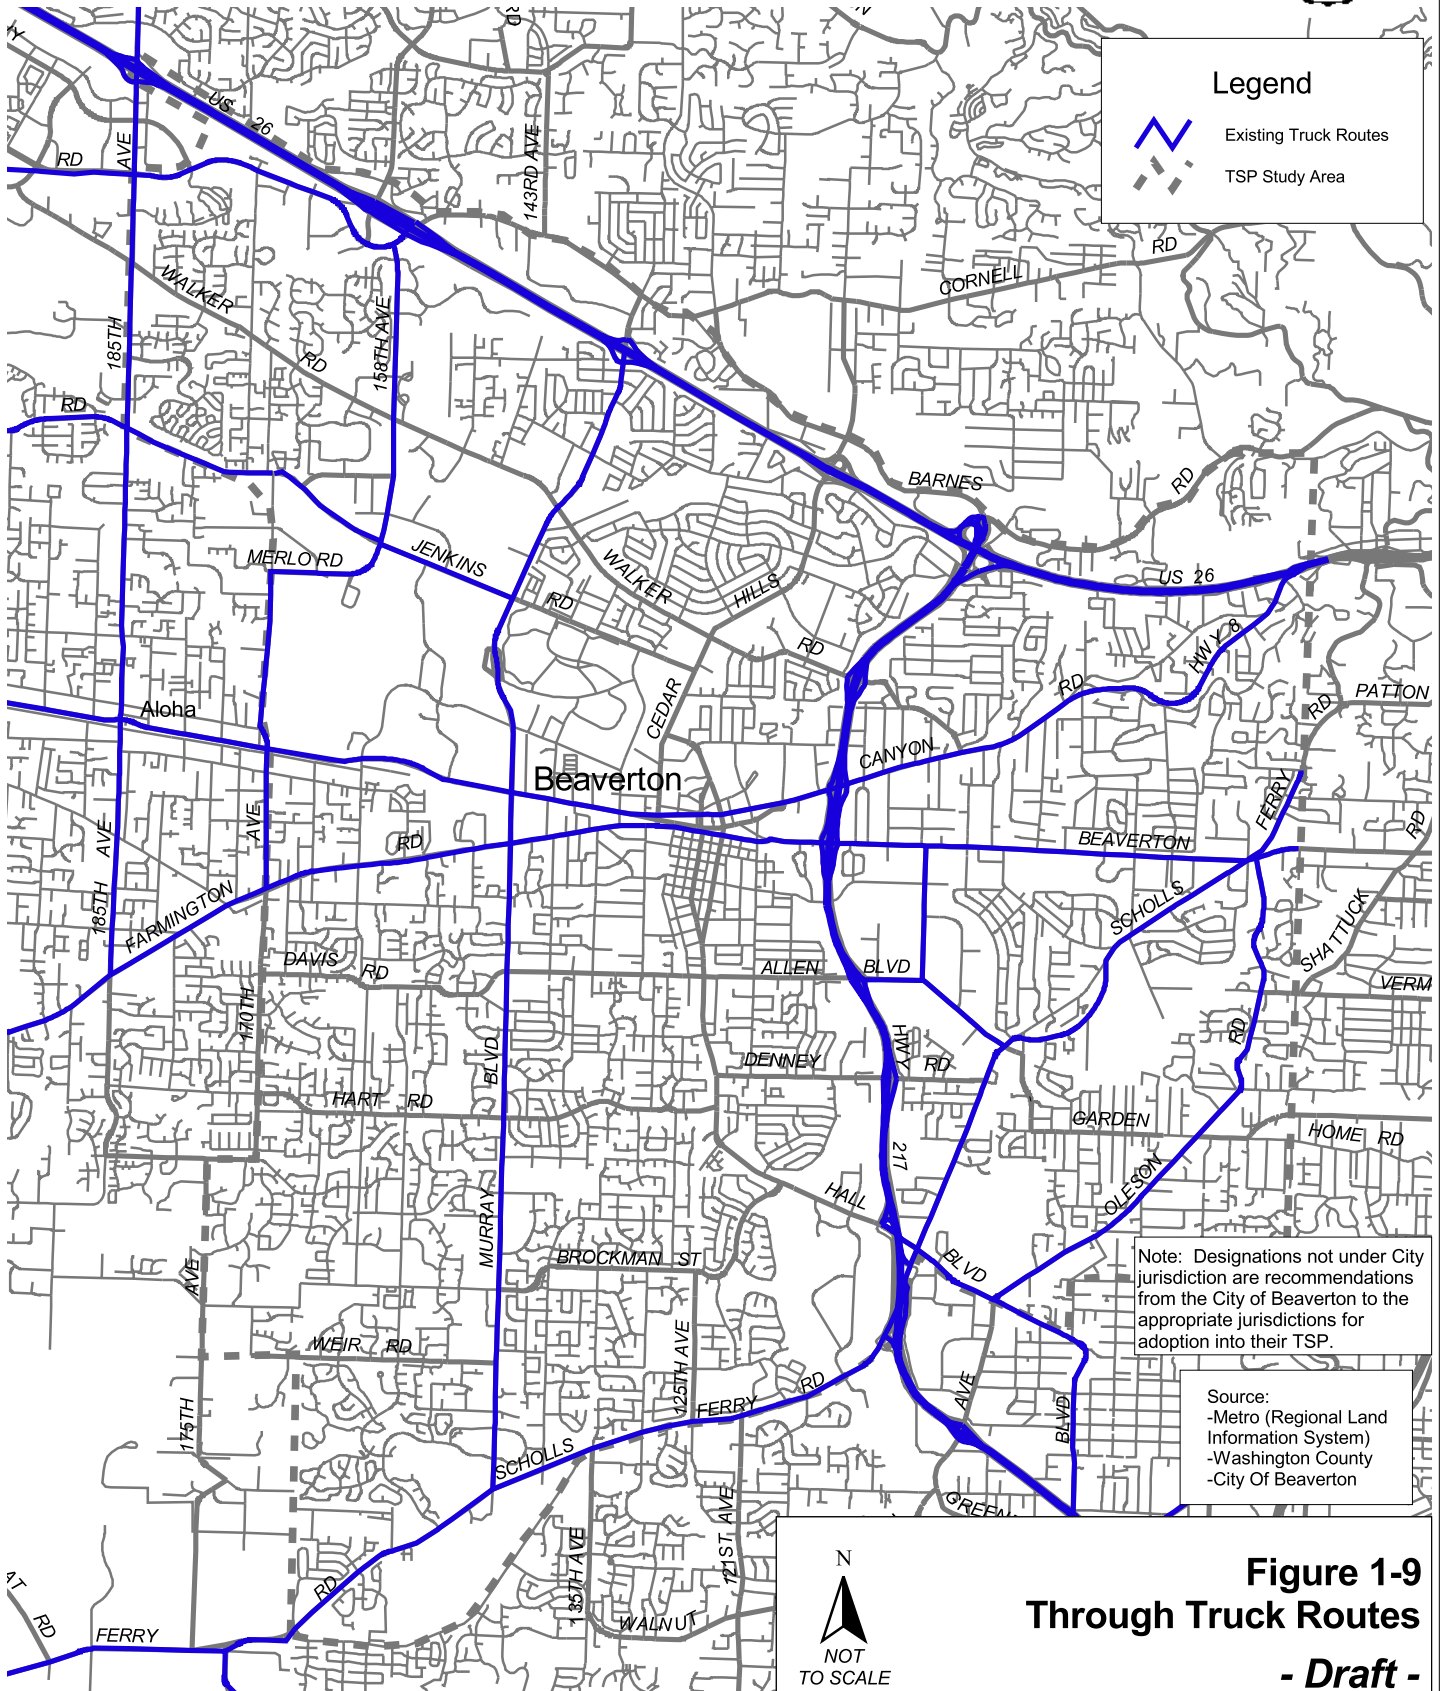 RD
Legend
Existing Truck Routes
TSP Study Area
US 26
RD
AVE
143RD AVE
RD
CORNELL
WALKER
RD
185TH
158TH AVE
RD
BARNES
RD
MERLO RD
JENKINS
RD
WALKER
HILLS
RD
US 26
HWY 8
RD
PATTON
RD
Aloha
CEDAR
CANYON
Beaverton
FERRY
AVE
AVE
RD
BEAVERTON
RD
185TH
FARMINGTON
SCHOLLS
SHATTUCK
DAVIS
RD
ALLEN
BLVD
VERM
170TH
BLVD
HWY
RD
DENNEY
RD
HART RD
GARDEN
HOME RD
217
OLESON
HALL
MURRAY
BROCKMAN ST
BLVD
AVE
Note: Designations not under City
jurisdiction are recommendations
from the City of Beaverton to the
appropriate jurisdictions for
adoption into their TSP.
WEIR RD
125TH AVE
FERRY
RD
AVE
BLVD
175TH
SCHOLLS
Source:
-Metro (Regional Land
Information System)
-Washington County
-City Of Beaverton
121ST AVE
135TH AVE
RD
WALNUT
RD
FERRY
N
NOT
TO SCALE
Figure 1-9
Through Truck Routes
- Draft -